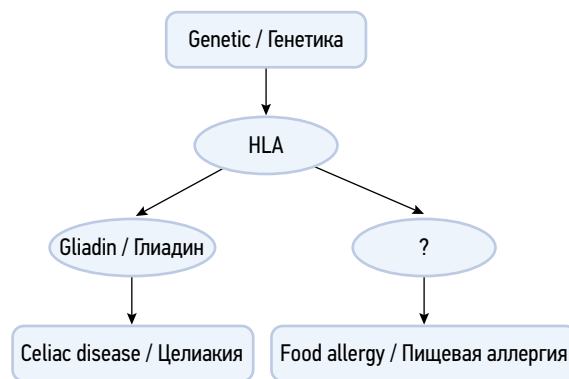 Genetic / Генетика
HLA
Gliadin / Глиадин
?
Celiac disease / Целиакия
Food allergy / Пищевая аллергия